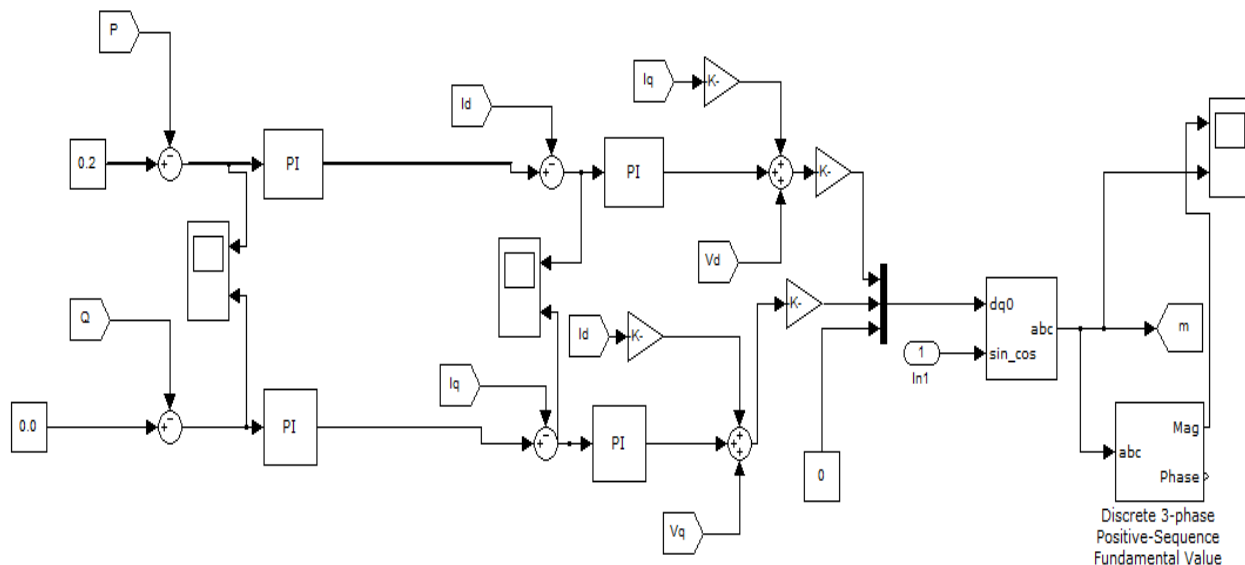 P
Iq
K-
Id
0.2
-
+
PI
-
+
PI
+
+
+
K-
Vd
Q
Id
K-
K-
dq0
abc
sin_cos
1
In1
m
Iq
0.0
-
+
PI
-
+
PI
+
+
+
0
Vq
Mag
abc
Phase
Discrete 3-phase
Positive-Sequence
Fundamental Value